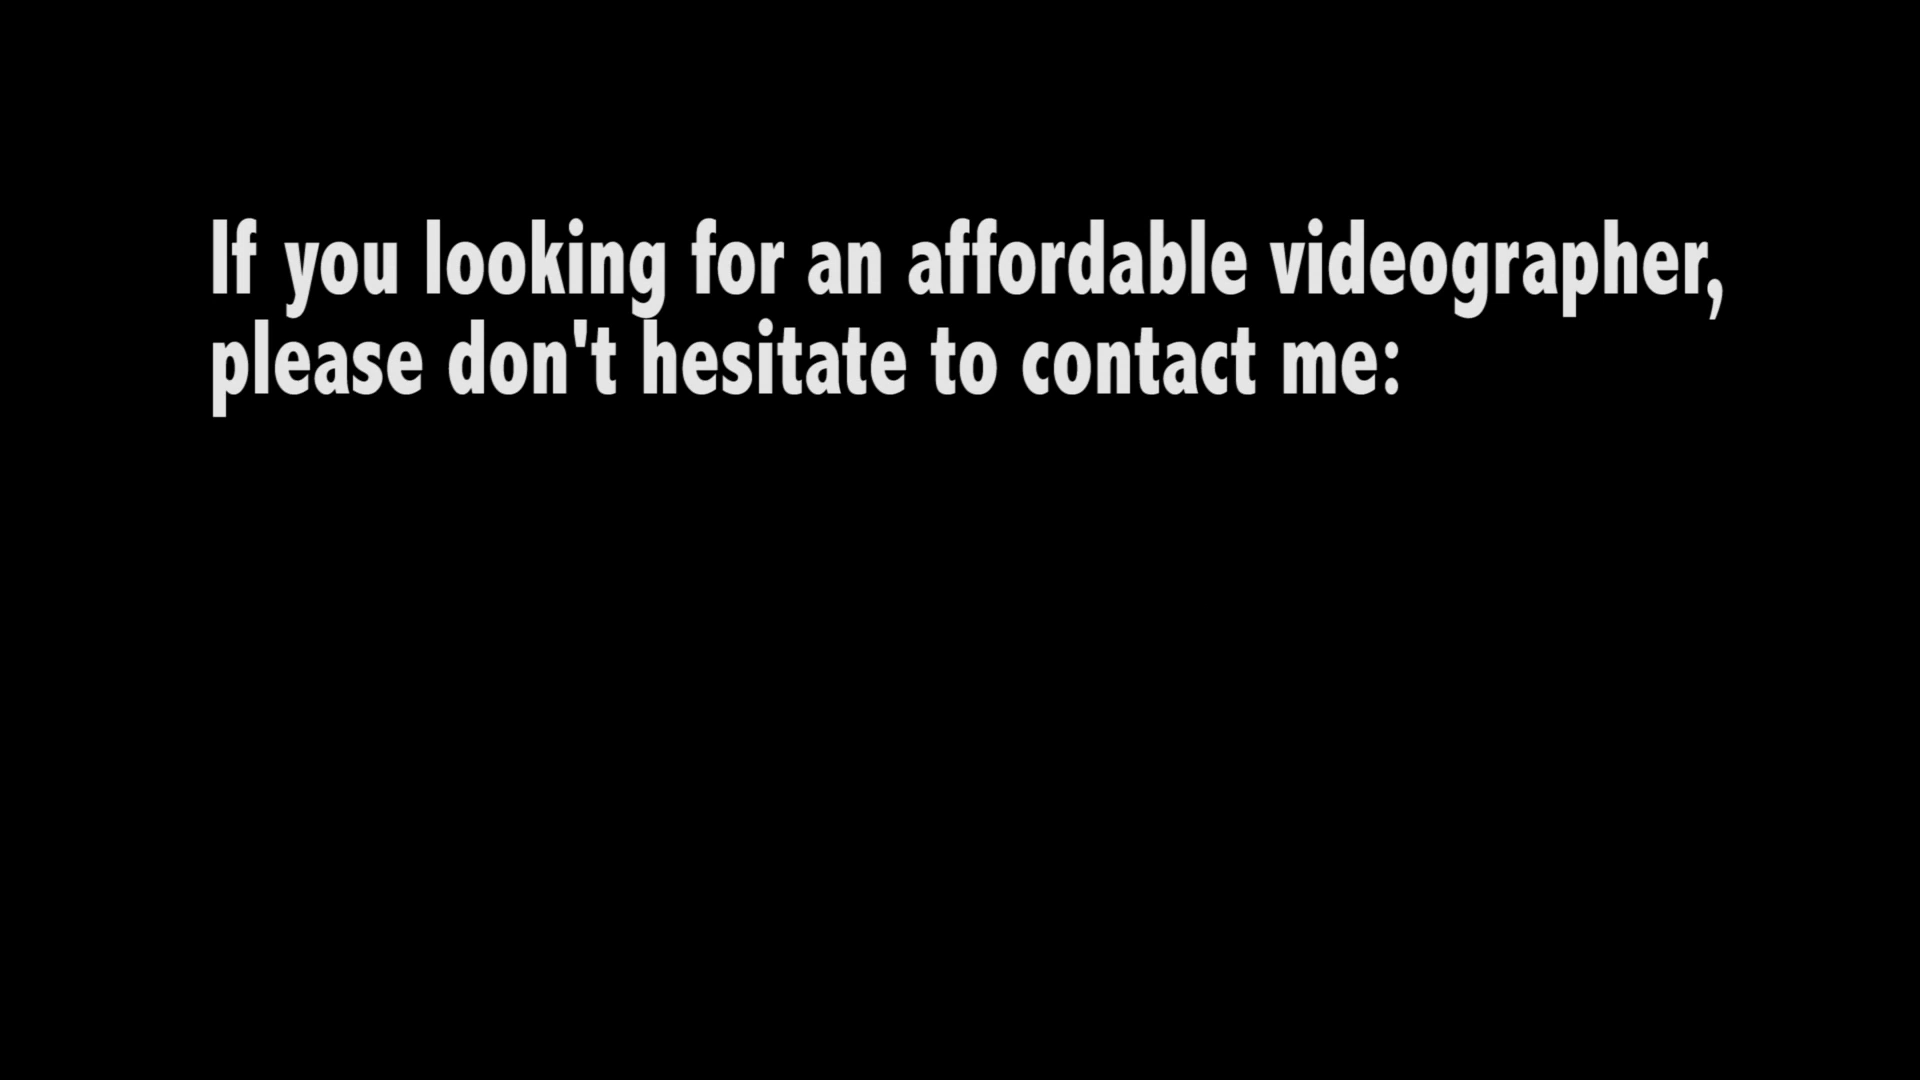 If you looking for an affordable videographer,
please don't hesitate to contact me: